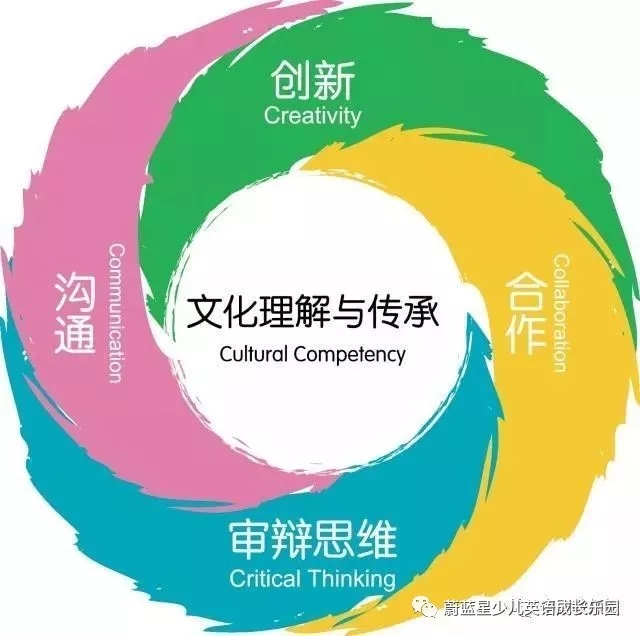 创新
Creativity
沟通
Communication
合作
Collaboration
文化理解与传承
Cultural Competency
审辩思维
Critical Thinking
蔚蓝星少儿英语成长乐园